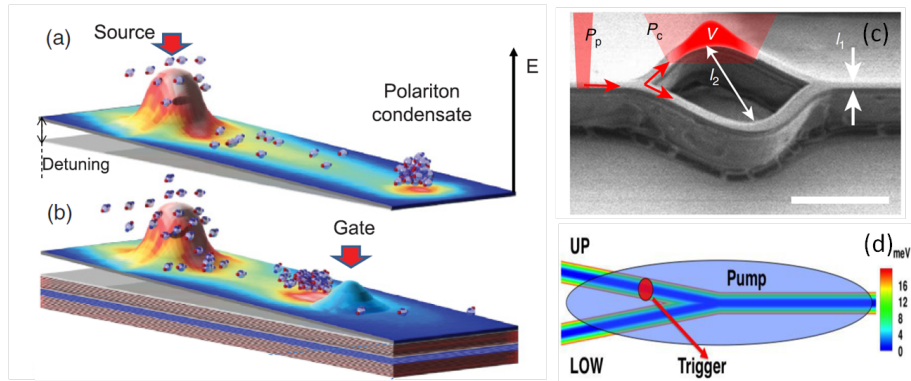 (a)
Source
E
Polariton
condensate
Detuning
(b)
Gate
Pp
Pc
V
(c)
l1
l2
UP
(d)
meV
Pump
16
12
8
4
0
LOW
Trigger